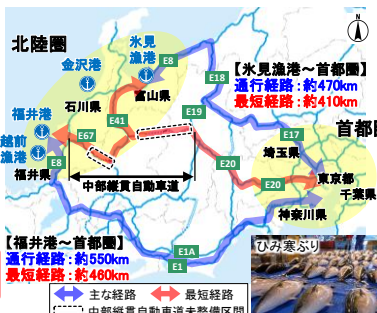 N
北陸圏
氷見
漁港
E8
金沢港
E18
【氷見漁港～首都圏】
通行経路：約470km
最短経路：約410km
石川県
富山県
E41
E19
福井港
E67
E17
首都圏
越前
漁港
埼玉県
E8
福井県
E20
東京都
E20
千葉県
中部縦貫自動車道
神奈川県
【福井港～首都圏】
通行経路：約550km
最短経路：約460km
E1A
E1
ひみ寒ぶり
主な経路
最短経路
中部縦貫自動車道未整備区間